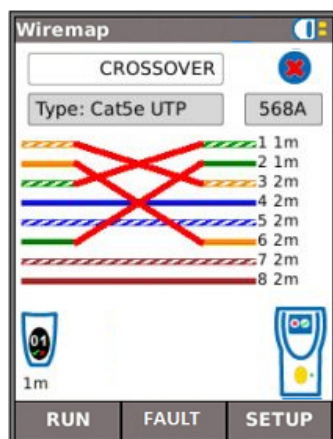 Wiremap
CROSSOVER
Type: Cat5e UTP 568A
1 1m
2 1m
3 2m
4 2m
5 2m
6 2m
7 2m
8 2m
01
1m
RUN FAULT SETUP